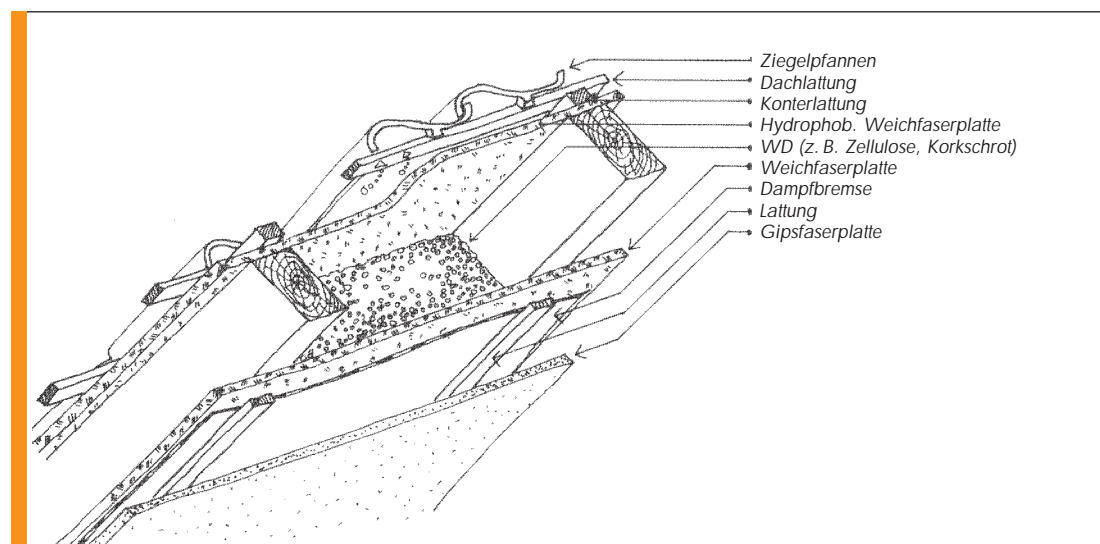 Ziegelpfannen
Dachlattung
Konterlattung
Hydrophob. Weichfaserplatte
WD (z. B. Zellulose, Korkschrot)
Weichfaserplatte
Dampfbremse
Lattung
Gipsfaserplatte